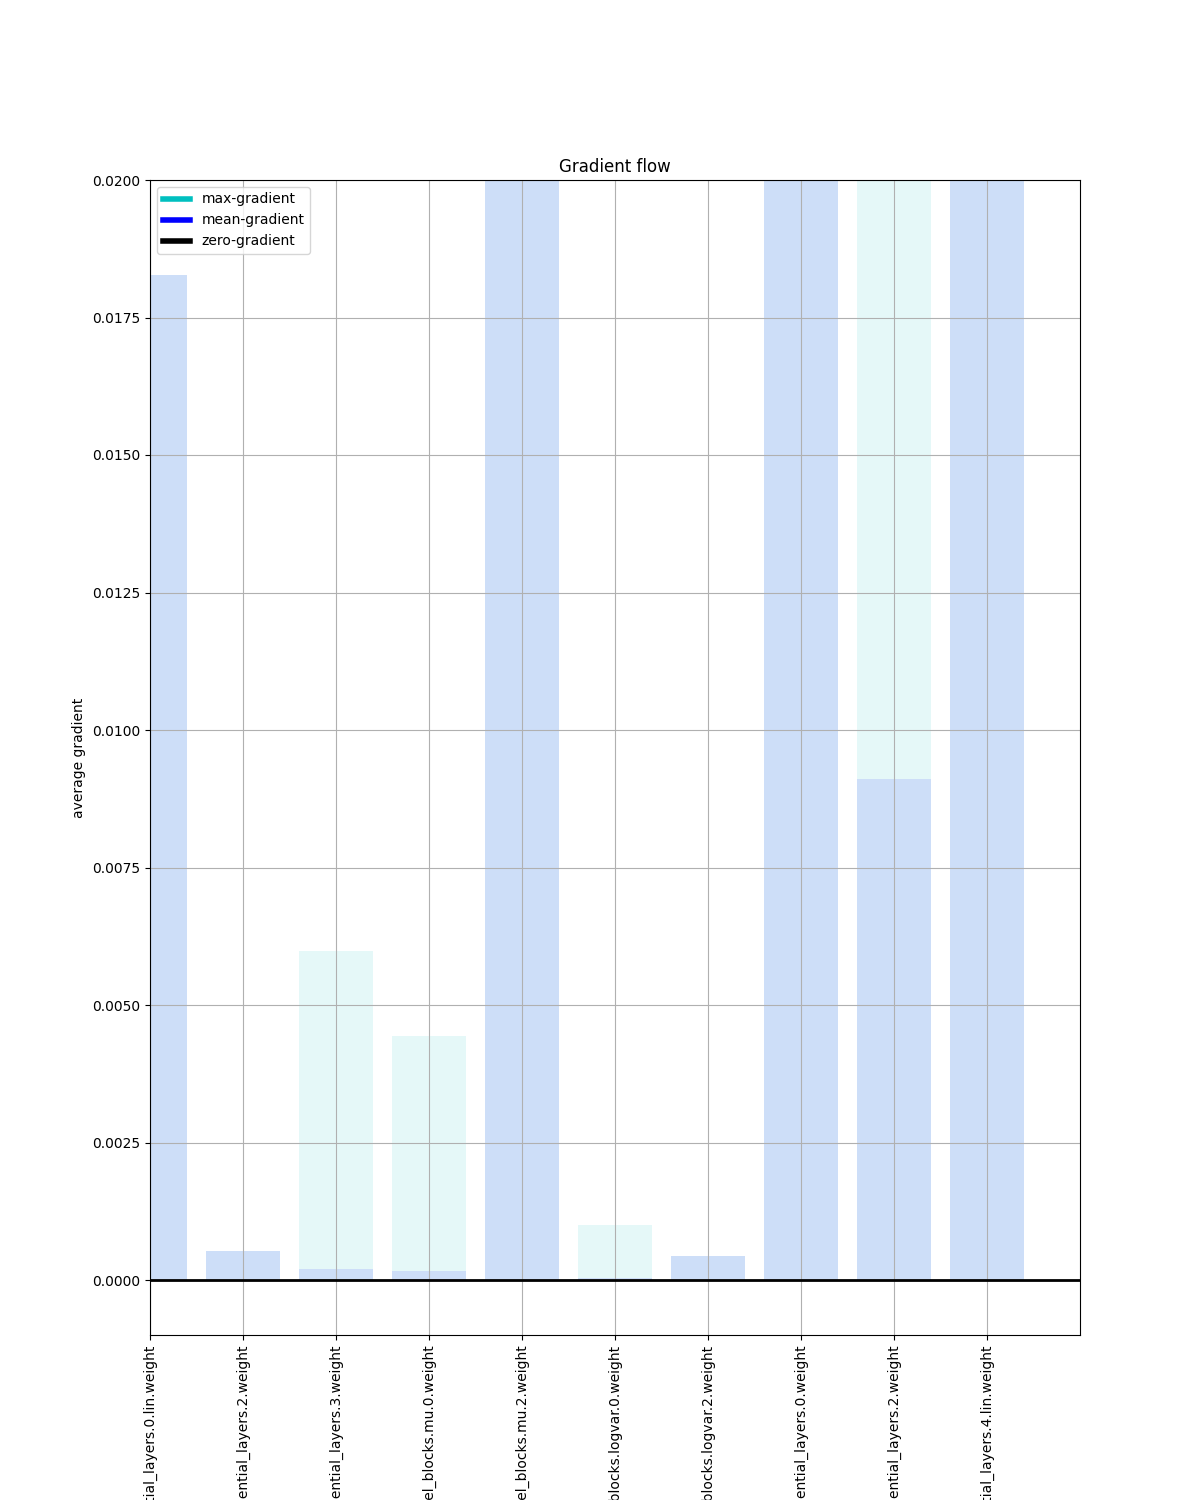 Gradient flow
max-gradient
mean-gradient
zero-gradient
0.0200
0.0175
0.0150
0.0125
0.0100
0.0075
0.0050
0.0025
0.0000
average gradient
tial_layers.0.lin.weight
ential_layers.2.weight
ential_layers.3.weight
el_blocks.mu.0.weight
el_blocks.mu.2.weight
blocks.logvar.0.weight
blocks.logvar.2.weight
ential_layers.0.weight
ential_layers.2.weight
tial_layers.4.lin.weight